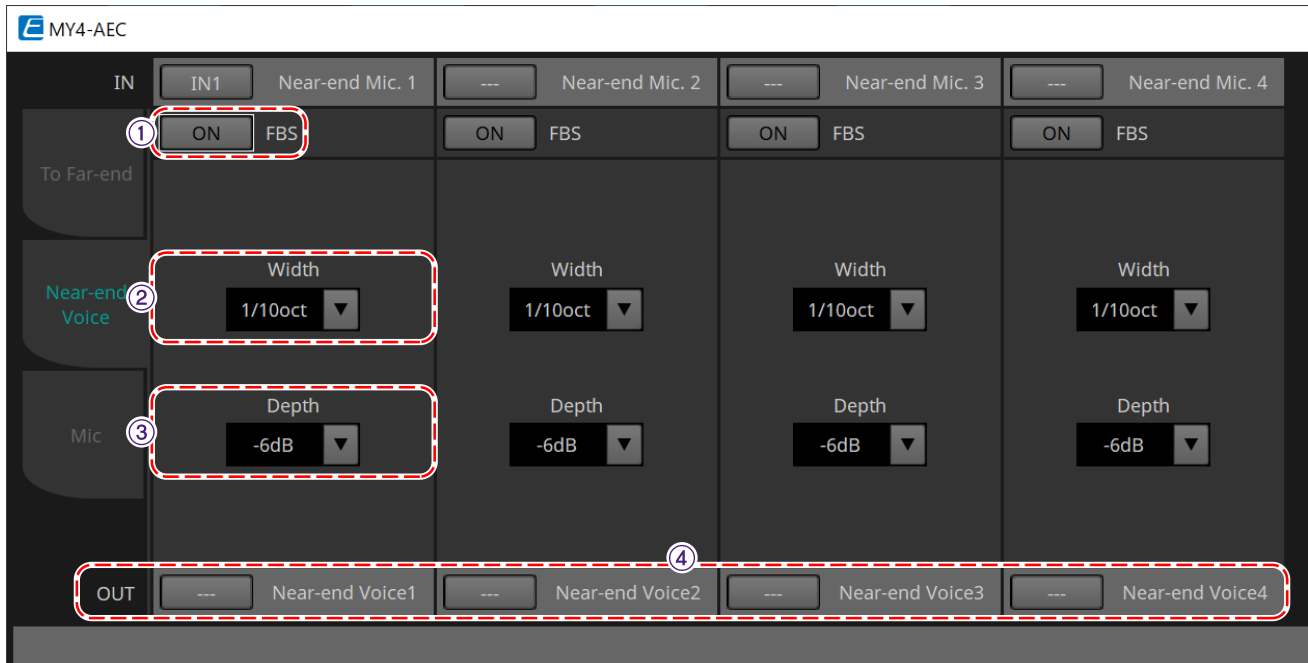 MY4-AEC
IN IN1 Near-end Mic. 1 --- Near-end Mic. 2 --- Near-end Mic. 3 --- Near-end Mic. 4
① ON FBS ON FBS ON FBS ON FBS
To Far-end
Width Width Width Width
Near-end ②
Voice
1/10oct ▼ 1/10oct ▼ 1/10oct ▼ 1/10oct ▼
Depth Depth Depth Depth
Mic ③
-6dB ▼ -6dB ▼ -6dB ▼ -6dB ▼
④
OUT --- Near-end Voice1 --- Near-end Voice2 --- Near-end Voice3 --- Near-end Voice4